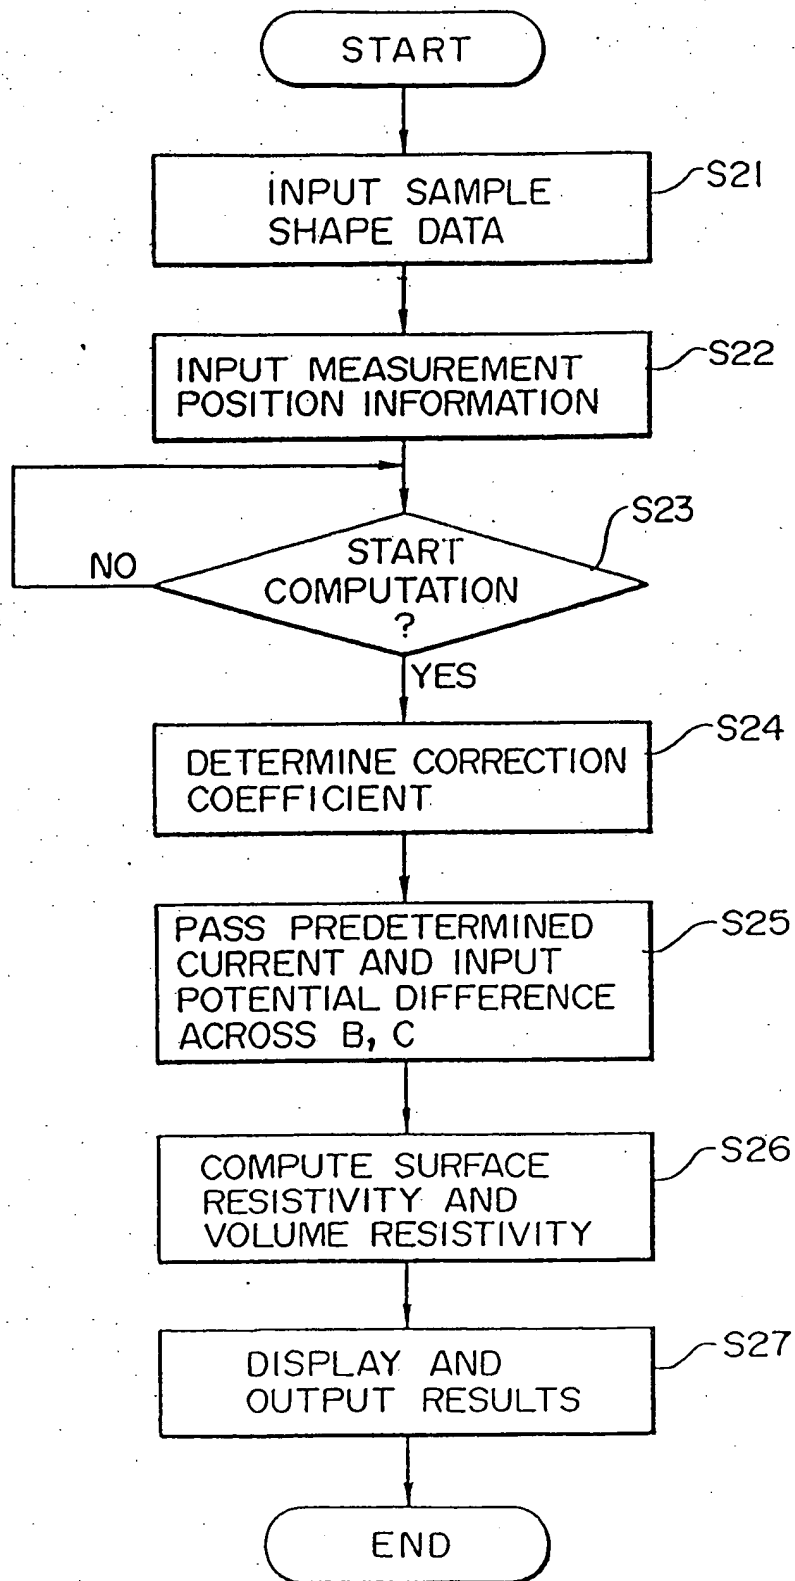 START
INPUT SAMPLE
SHAPE DATA
S21
INPUT MEASUREMENT
POSITION INFORMATION
S22
START
COMPUTATION
?
S23
NO
YES
DETERMINE CORRECTION
COEFFICIENT
S24
PASS PREDETERMINED
CURRENT AND INPUT
POTENTIAL DIFFERENCE
ACROSS B, C
S25
COMPUTE SURFACE
RESISTIVITY AND
VOLUME RESISTIVITY
S26
DISPLAY AND
OUTPUT RESULTS
S27
END